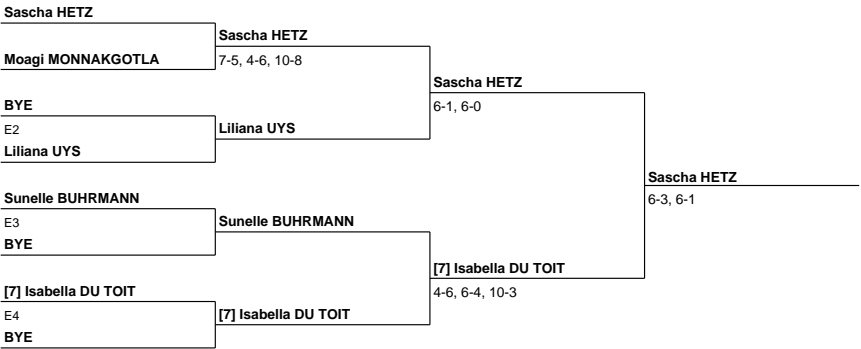 Sascha HETZ
Sascha HETZ
Moagi MONNAKGOTLA
7-5, 4-6, 10-8
Sascha HETZ
BYE
6-1, 6-0
E2
Liliana UYS
Liliana UYS
Sascha HETZ
Sunelle BUHRMANN
6-3, 6-1
E3
Sunelle BUHRMANN
BYE
[7] Isabella DU TOIT
[7] Isabella DU TOIT
4-6, 6-4, 10-3
E4
[7] Isabella DU TOIT
BYE